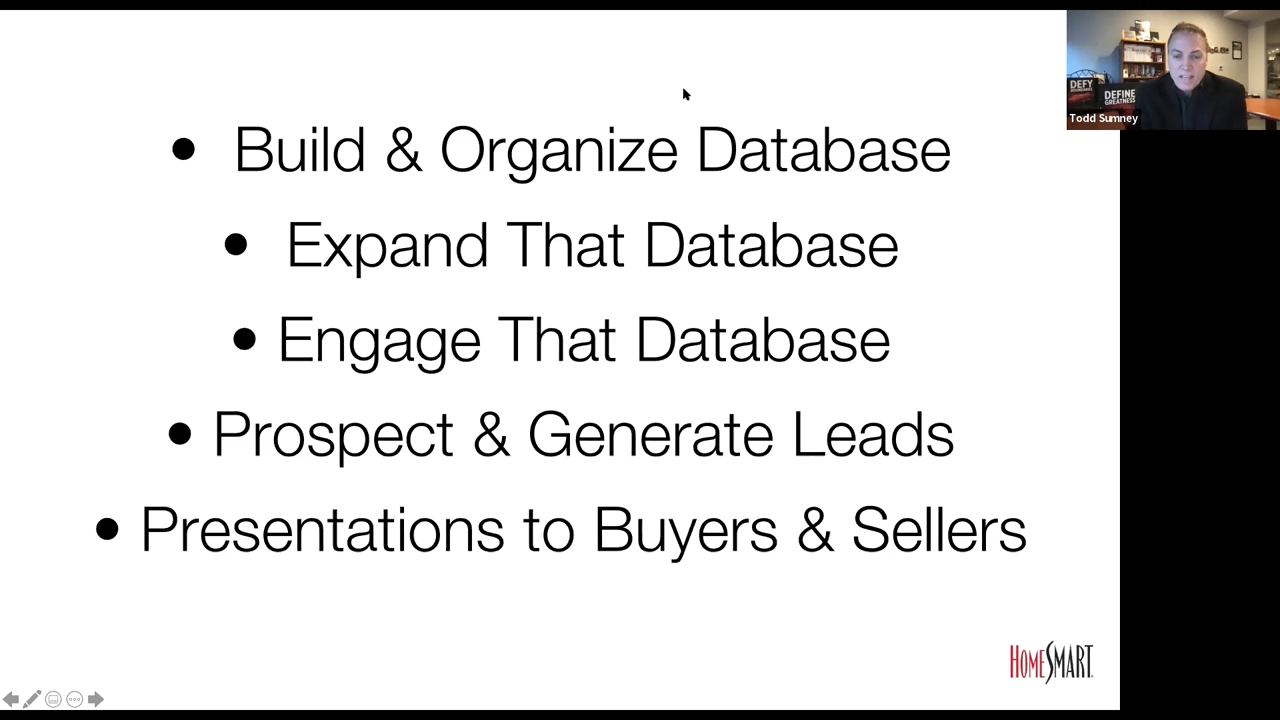 • Build & Organize Database
• Expand That Database
• Engage That Database
• Prospect & Generate Leads
• Presentations to Buyers & Sellers
HOMESMART
DEFY
BOUNDARIES
DEFINE
GREATNESS
Todd Sumney